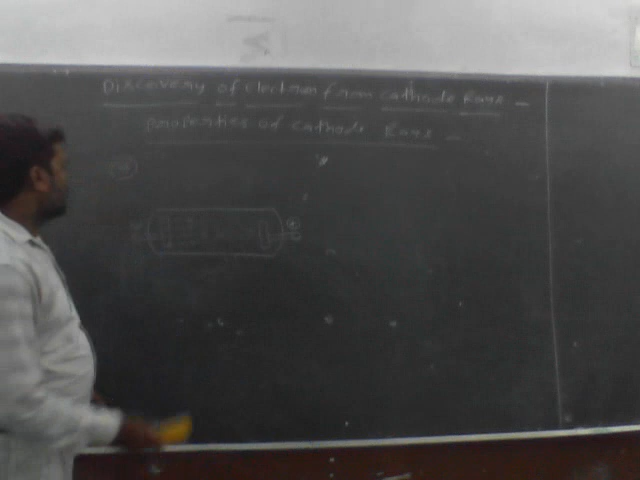 Discovery of Electron from cathode Rays -
Properties of cathode Rays -